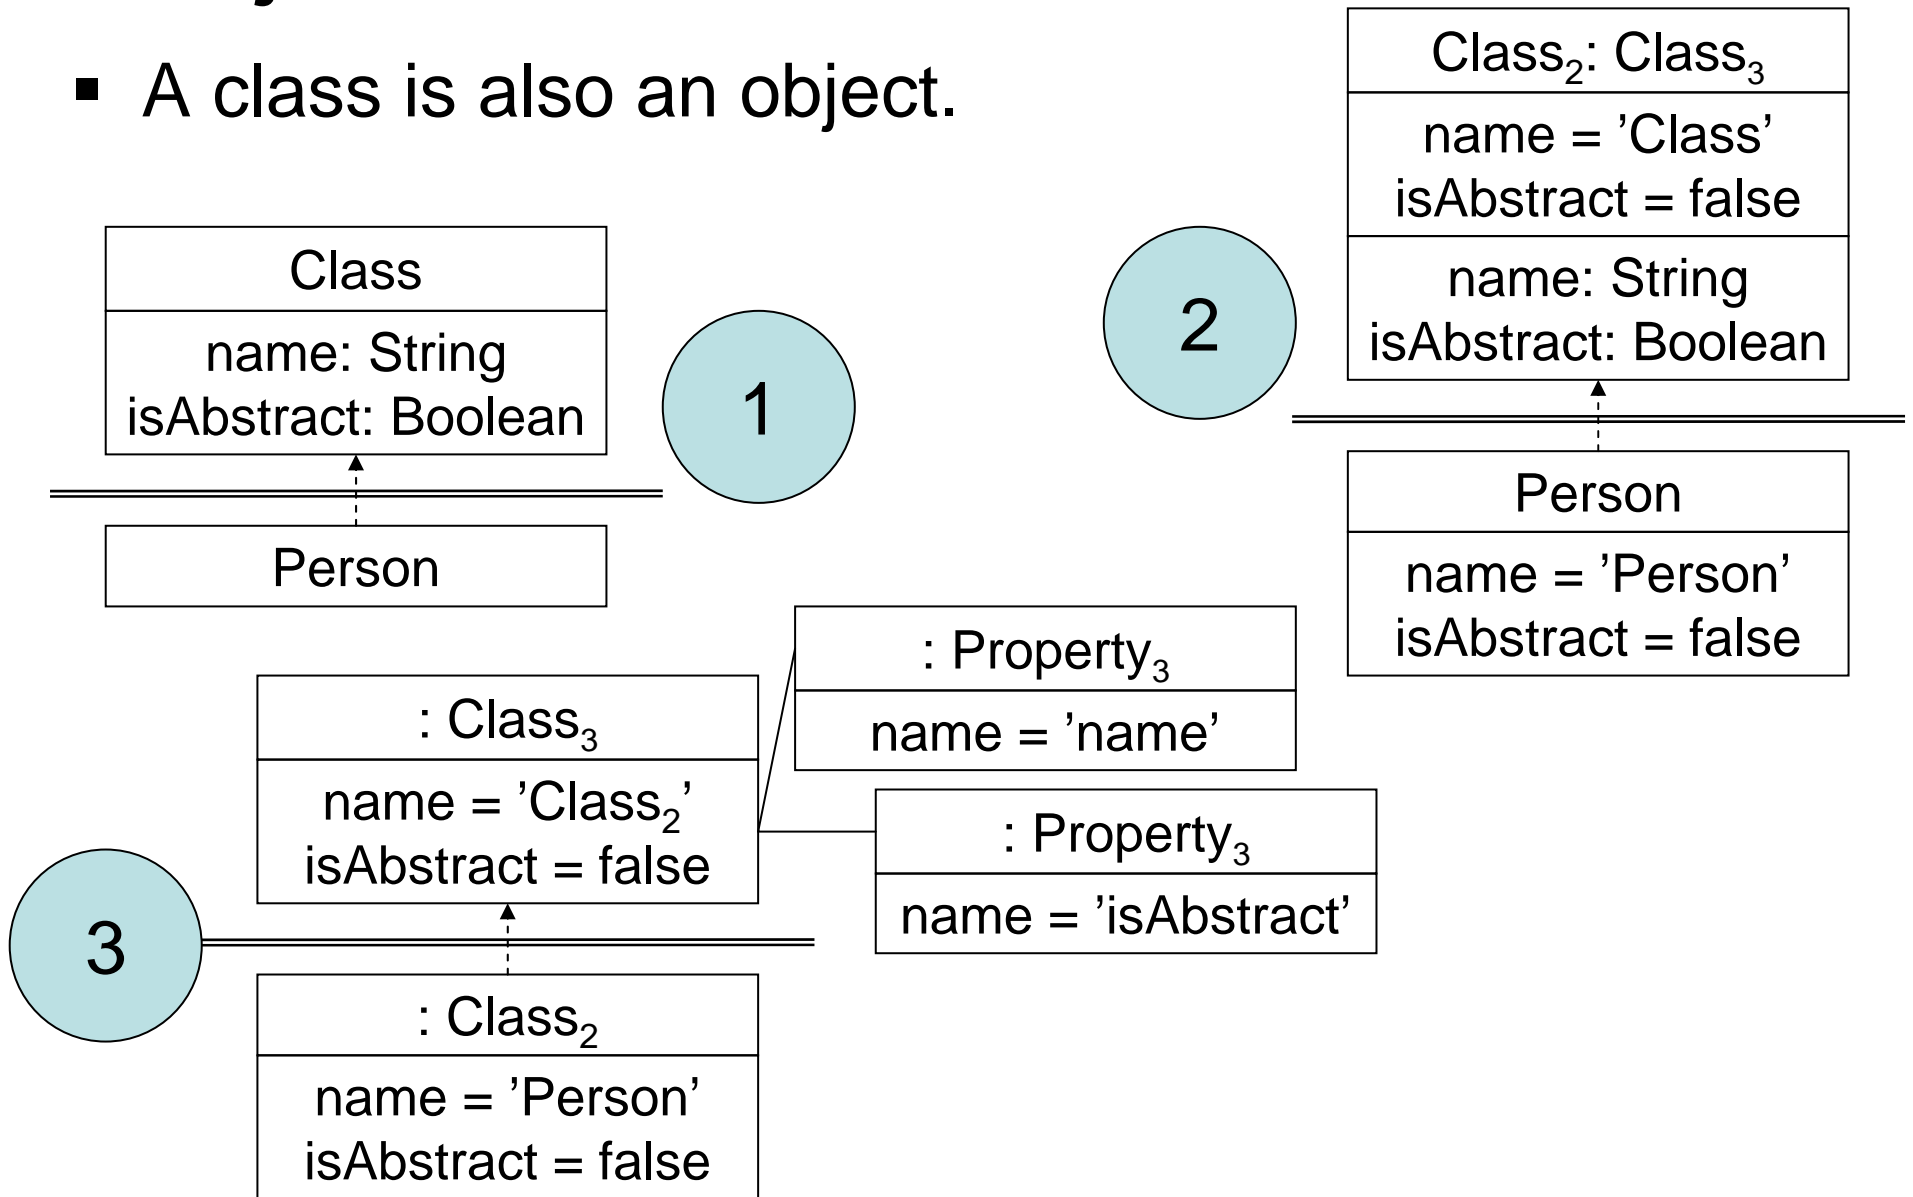 ▪ A class is also an object.
Class
name: String
isAbstract: Boolean
Person
1
2
Class₂: Class₃
name = ’Class’
isAbstract = false
name: String
isAbstract: Boolean
Person
name = ’Person’
isAbstract = false
3
: Class₃
name = ’Class₂’
isAbstract = false
: Property₃
name = ’name’
: Property₃
name = ’isAbstract’
: Class₂
name = ’Person’
isAbstract = false